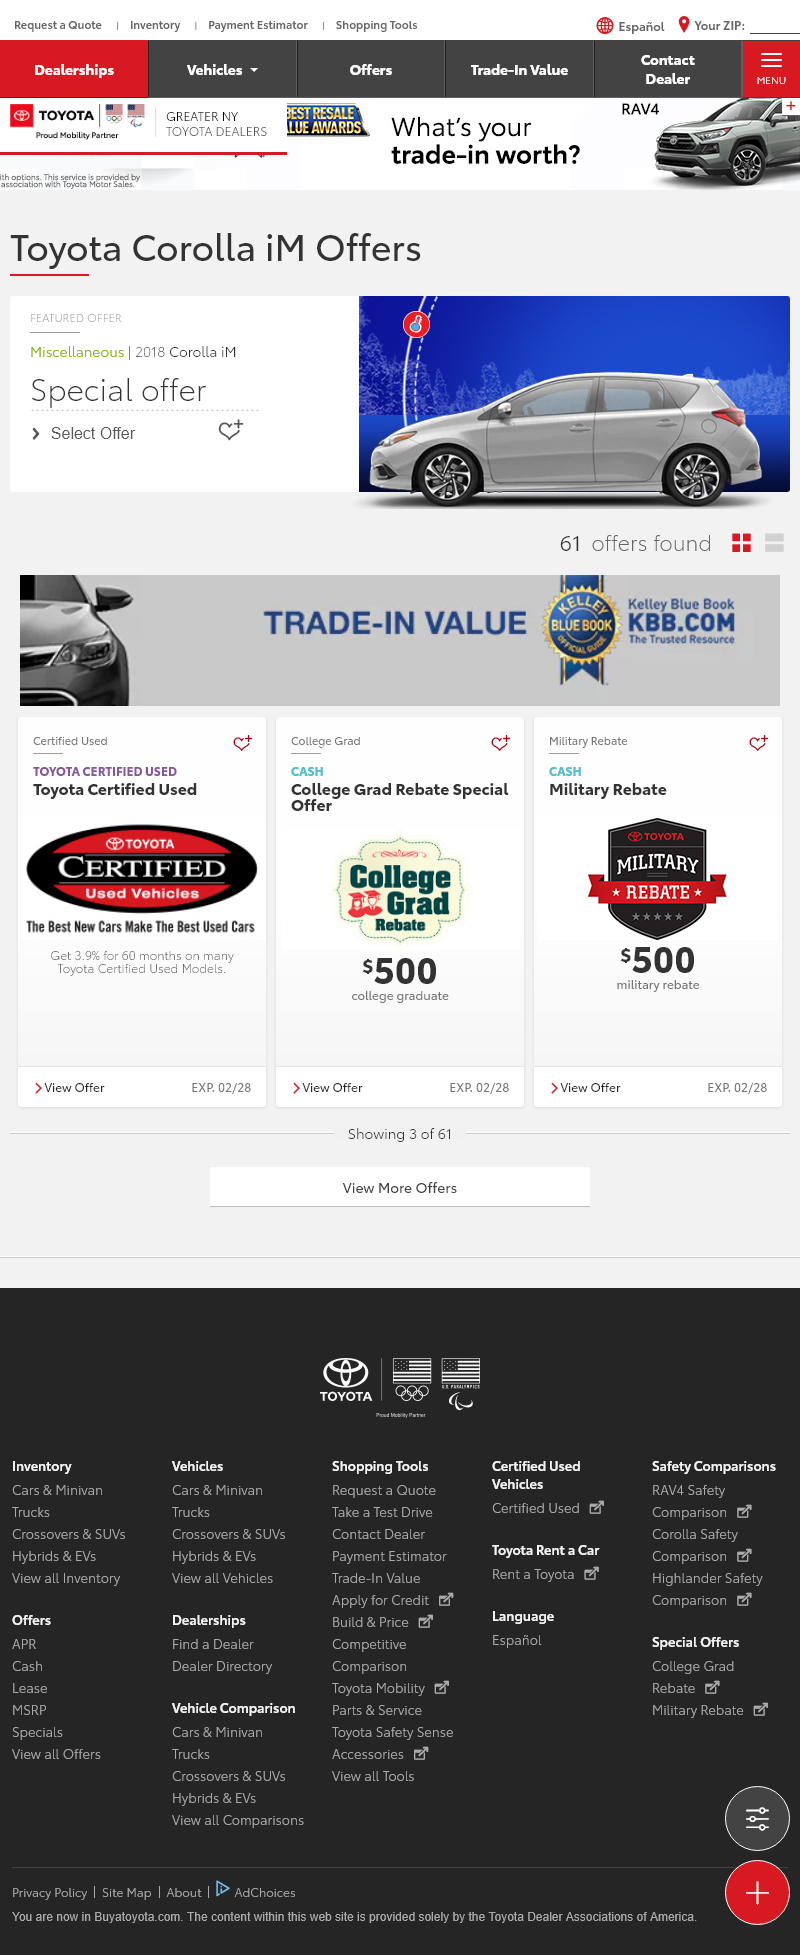 Request a Quote | Inventory | Payment Estimator | Shopping Tools
Español Your ZIP:
Dealerships Vehicles Offers Trade-In Value Contact Dealer MENU
TOYOTA
Proud Mobility Partner
GREATER NY
TOYOTA DEALERS
BEST RESALE
VALUE AWARDS
What's your
trade-in worth?
RAV4
+
ith options. This service is provided by
association with Toyota Motor Sales.
Toyota Corolla iM Offers
FEATURED OFFER
Miscellaneous | 2018 Corolla iM
Special offer
Select Offer
61 offers found
TRADE-IN VALUE
KELLEY
BLUE BOOK
OFFICIAL GUIDE
Kelley Blue Book
KBB.COM
The Trusted Resource
Certified Used
TOYOTA CERTIFIED USED
Toyota Certified Used
TOYOTA
CERTIFIED
Used Vehicles
The Best New Cars Make The Best Used Cars
Get 3.9% for 60 months on many
Toyota Certified Used Models.
View Offer EXP. 02/28
College Grad
CASH
College Grad Rebate Special
Offer
College
Grad
Rebate
$500
college graduate
View Offer EXP. 02/28
Military Rebate
CASH
Military Rebate
TOYOTA
MILITARY
REBATE
$500
military rebate
View Offer EXP. 02/28
Showing 3 of 61
View More Offers
TOYOTA
U.S. PARALYMPICS
Proud Mobility Partner
Inventory
Cars & Minivan
Trucks
Crossovers & SUVs
Hybrids & EVs
View all Inventory
Offers
APR
Cash
Lease
MSRP
Specials
View all Offers
Vehicles
Cars & Minivan
Trucks
Crossovers & SUVs
Hybrids & EVs
View all Vehicles
Dealerships
Find a Dealer
Dealer Directory
Vehicle Comparison
Cars & Minivan
Trucks
Crossovers & SUVs
Hybrids & EVs
View all Comparisons
Shopping Tools
Request a Quote
Take a Test Drive
Contact Dealer
Payment Estimator
Trade-In Value
Apply for Credit
Build & Price
Competitive
Comparison
Toyota Mobility
Parts & Service
Toyota Safety Sense
Accessories
View all Tools
Certified Used
Vehicles
Certified Used
Toyota Rent a Car
Rent a Toyota
Language
Español
Safety Comparisons
RAV4 Safety
Comparison
Corolla Safety
Comparison
Highlander Safety
Comparison
Special Offers
College Grad
Rebate
Military Rebate
Privacy Policy | Site Map | About | AdChoices
You are now in Buyatoyota.com. The content within this web site is provided solely by the Toyota Dealer Associations of America.